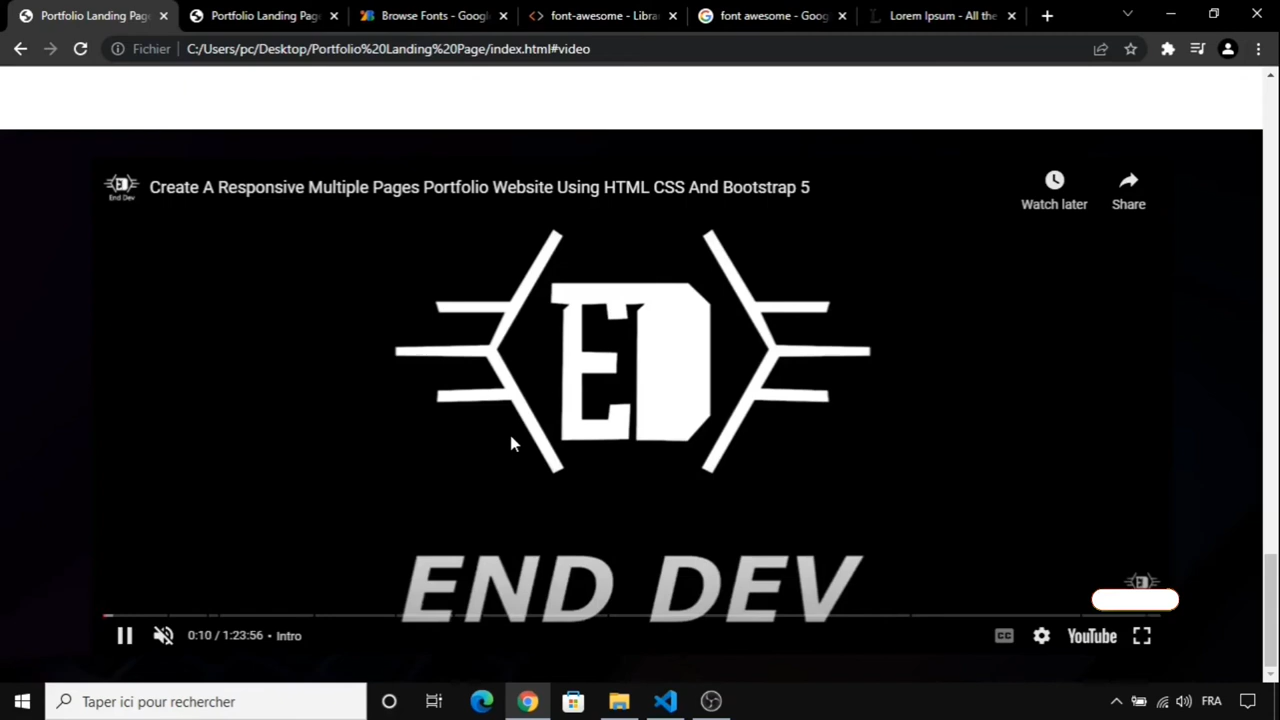 Portfolio Landing Page
Portfolio Landing Page
Browse Fonts - Google
font-awesome - Librar
font awesome - Goog
Lorem Ipsum - All the
Fichier
C:/Users/pc/Desktop/Portfolio%20Landing%20Page/index.html#video
End Dev
Create A Responsive Multiple Pages Portfolio Website Using HTML CSS And Bootstrap 5
Watch later
Share
ED
END DEV
0:10 / 1:23:56 • Intro
CC
YouTube
Taper ici pour rechercher
FRA